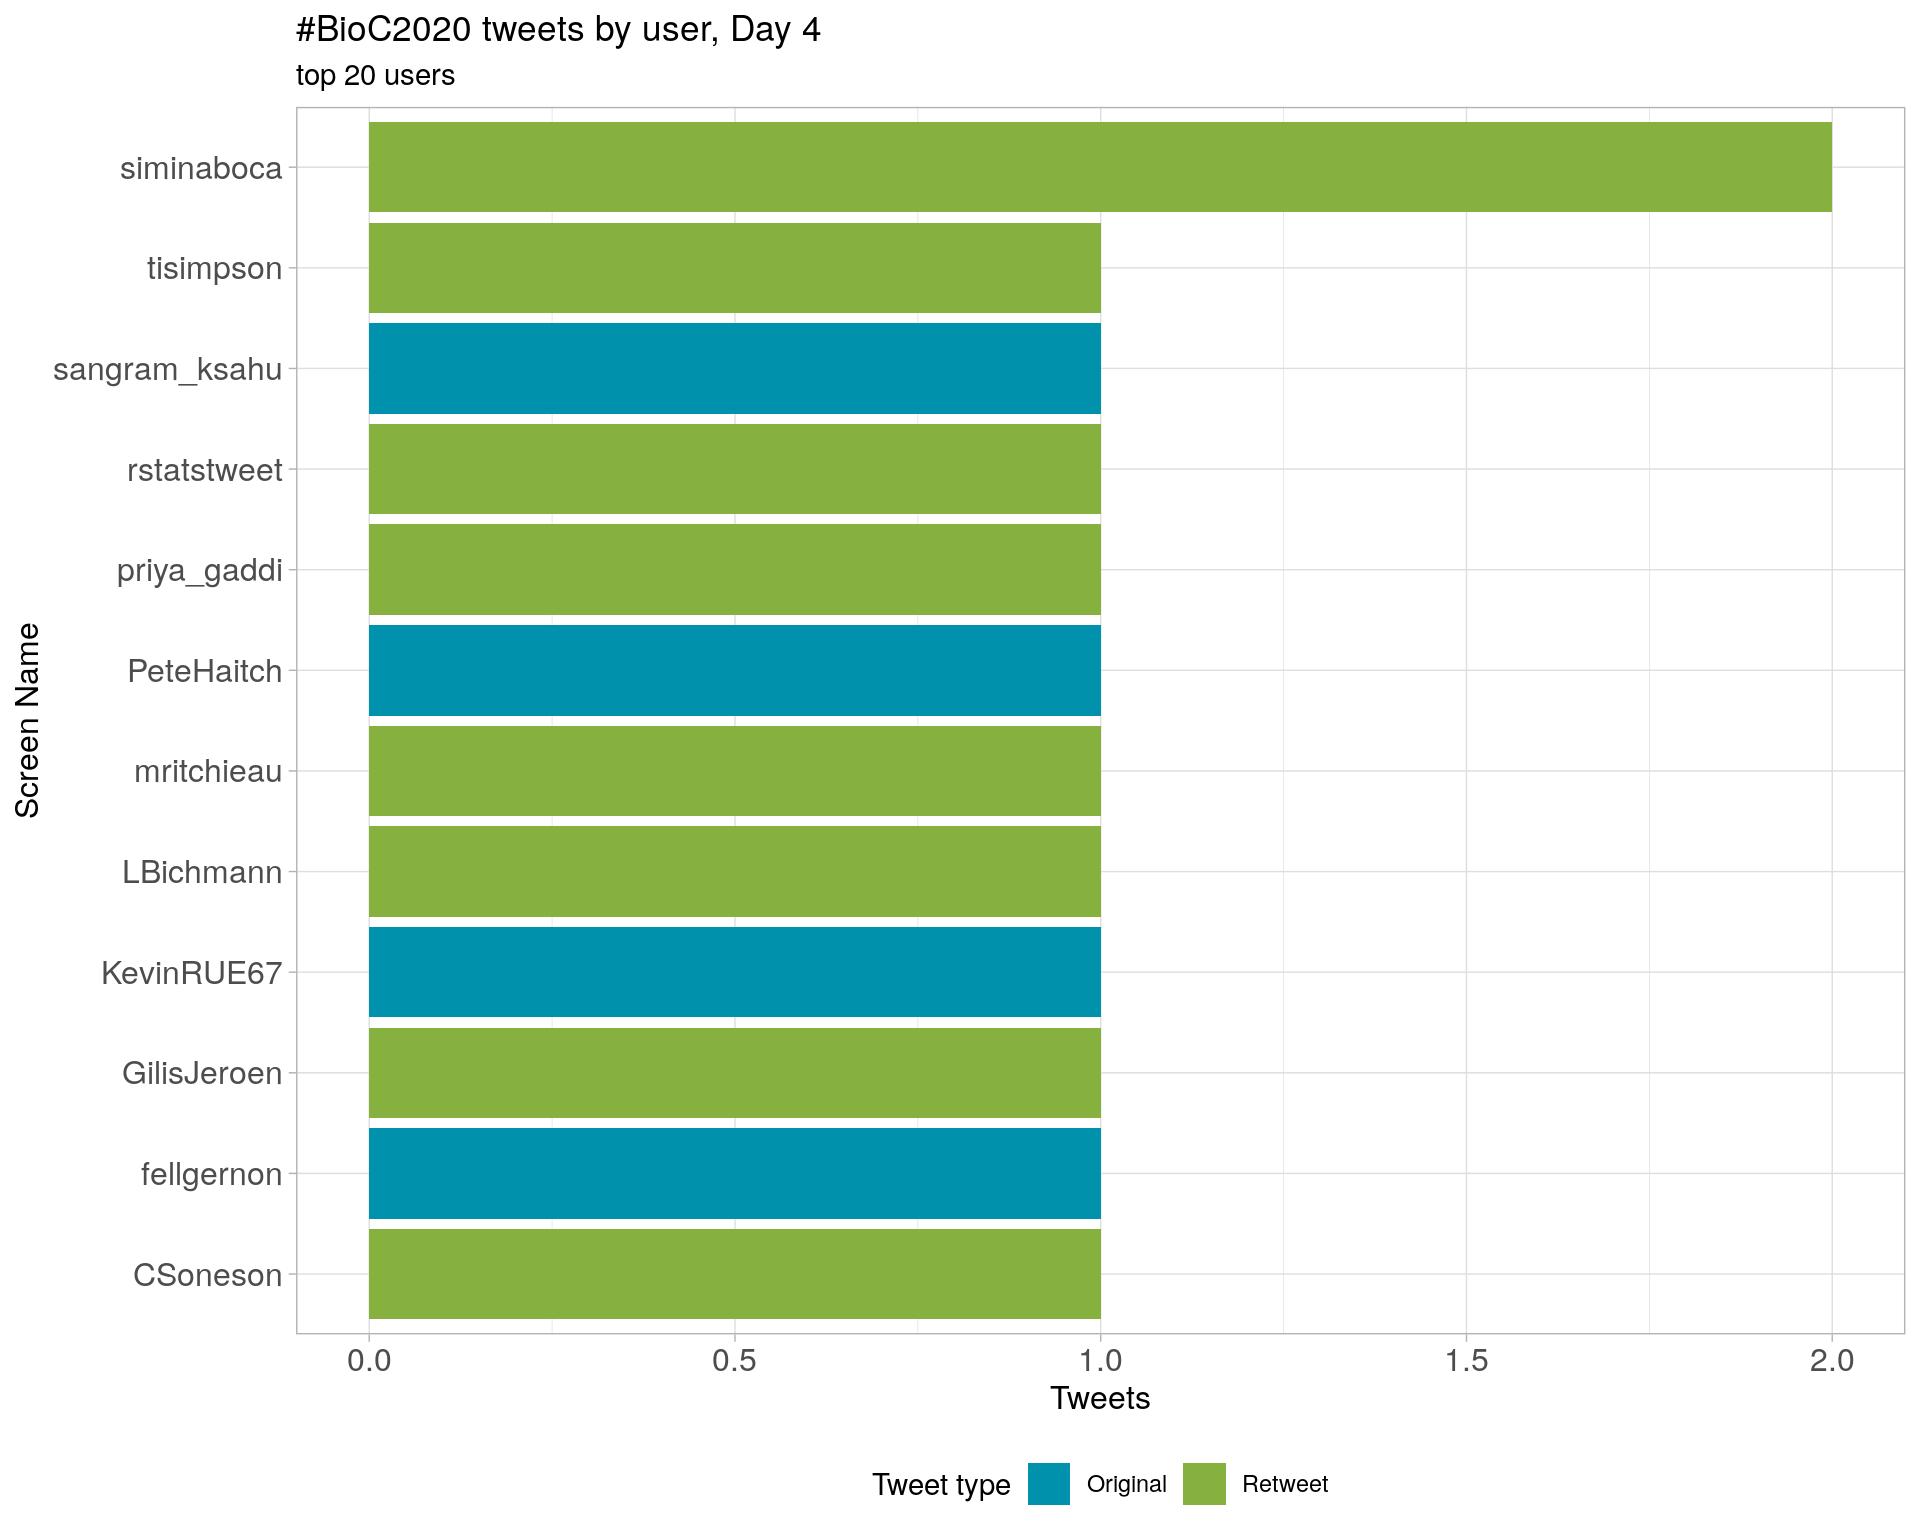 #BioC2020 tweets by user, Day 4
top 20 users
Screen Name
siminaboca
tisimpson
sangram_ksahu
rstatstweet
priya_gaddi
PeteHaitch
mritchieau
LBichmann
KevinRUE67
GilisJeroen
fellgernon
CSoneson
0.0 0.5 1.0 1.5 2.0
Tweets
Tweet type Original Retweet